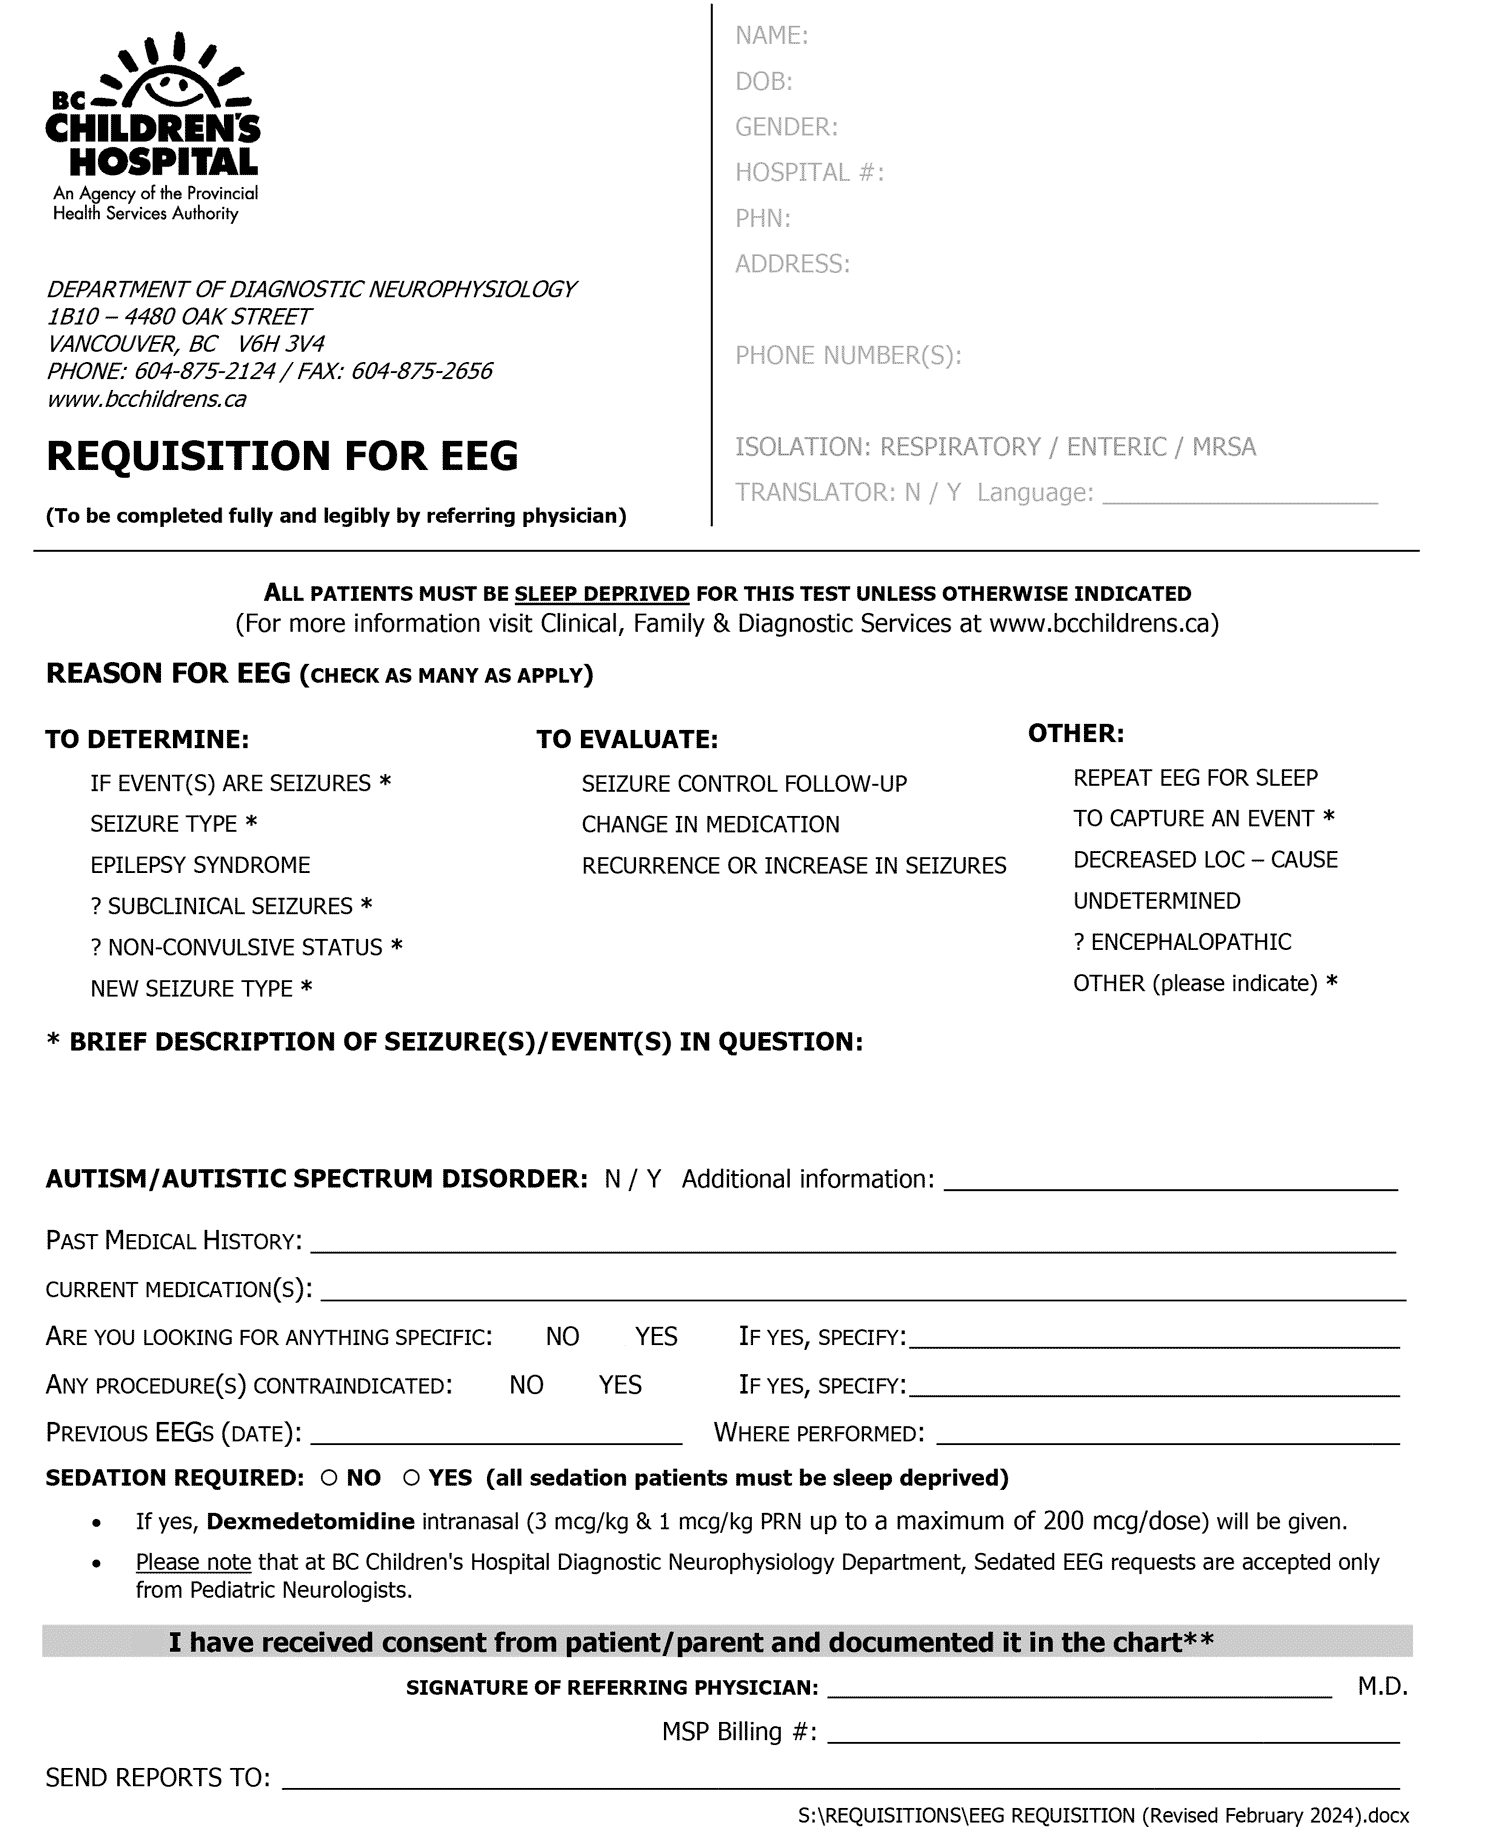 BC
CHILDREN'S
HOSPITAL
An Agency of the Provincial
Health Services Authority
DEPARTMENT OF DIAGNOSTIC NEUROPHYSIOLOGY
1B10 – 4480 OAK STREET
VANCOUVER, BC V6H 3V4
PHONE: 604-875-2124 / FAX: 604-875-2656
www.bcchildrens.ca
REQUISITION FOR EEG
(To be completed fully and legibly by referring physician)
NAME:
DOB:
GENDER:
HOSPITAL #:
PHN:
ADDRESS:
PHONE NUMBER(S):
ISOLATION: RESPIRATORY / ENTERIC / MRSA
TRANSLATOR: N / Y Language: ____________________
ALL PATIENTS MUST BE SLEEP DEPRIVED FOR THIS TEST UNLESS OTHERWISE INDICATED
(For more information visit Clinical, Family & Diagnostic Services at www.bcchildrens.ca)
REASON FOR EEG (CHECK AS MANY AS APPLY)
TO DETERMINE:
IF EVENT(S) ARE SEIZURES *
SEIZURE TYPE *
EPILEPSY SYNDROME
? SUBCLINICAL SEIZURES *
? NON-CONVULSIVE STATUS *
NEW SEIZURE TYPE *
TO EVALUATE:
SEIZURE CONTROL FOLLOW-UP
CHANGE IN MEDICATION
RECURRENCE OR INCREASE IN SEIZURES
OTHER:
REPEAT EEG FOR SLEEP
TO CAPTURE AN EVENT *
DECREASED LOC – CAUSE
UNDETERMINED
? ENCEPHALOPATHIC
OTHER (please indicate) *
* BRIEF DESCRIPTION OF SEIZURE(S)/EVENT(S) IN QUESTION:
AUTISM/AUTISTIC SPECTRUM DISORDER: N / Y Additional information: ____________________
PAST MEDICAL HISTORY: ____________________
CURRENT MEDICATION(S): ____________________
ARE YOU LOOKING FOR ANYTHING SPECIFIC: NO YES IF YES, SPECIFY:____________________
ANY PROCEDURE(S) CONTRAINDICATED: NO YES IF YES, SPECIFY:____________________
PREVIOUS EEGS (DATE): ____________________ WHERE PERFORMED: ____________________
SEDATION REQUIRED: ○ NO ○ YES (all sedation patients must be sleep deprived)
• If yes, Dexmedetomidine intranasal (3 mcg/kg & 1 mcg/kg PRN up to a maximum of 200 mcg/dose) will be given.
• Please note that at BC Children's Hospital Diagnostic Neurophysiology Department, Sedated EEG requests are accepted only
from Pediatric Neurologists.
I have received consent from patient/parent and documented it in the chart**
SIGNATURE OF REFERRING PHYSICIAN: ____________________ M.D.
MSP Billing #: ____________________
SEND REPORTS TO: ____________________
S:\REQUISITIONS\EEG REQUISITION (Revised February 2024).docx